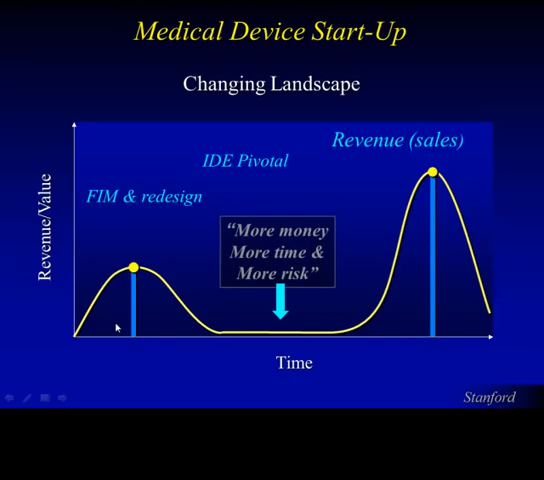 Medical Device Start-Up
Changing Landscape
Revenue (sales)
IDE Pivotal
FIM & redesign
“More money
More time &
More risk”
Revenue/Value
Time
Stanford